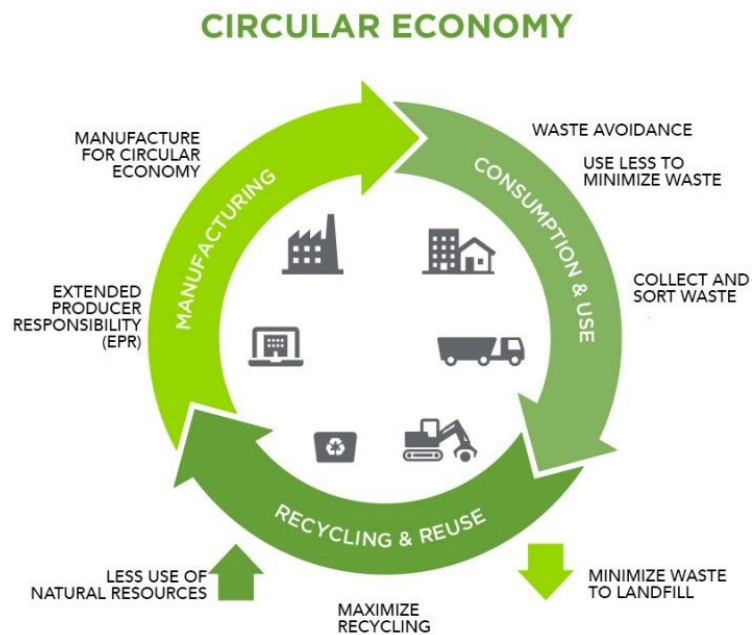 CIRCULAR ECONOMY
MANUFACTURE
FOR CIRCULAR
ECONOMY
WASTE AVOIDANCE
USE LESS TO
MINIMIZE WASTE
MANUFACTURING
CONSUMPTION & USE
EXTENDED
PRODUCER
RESPONSIBILITY
(EPR)
COLLECT AND
SORT WASTE
RECYCLING & REUSE
LESS USE OF
NATURAL RESOURCES
MINIMIZE WASTE
TO LANDFILL
MAXIMIZE
RECYCLING